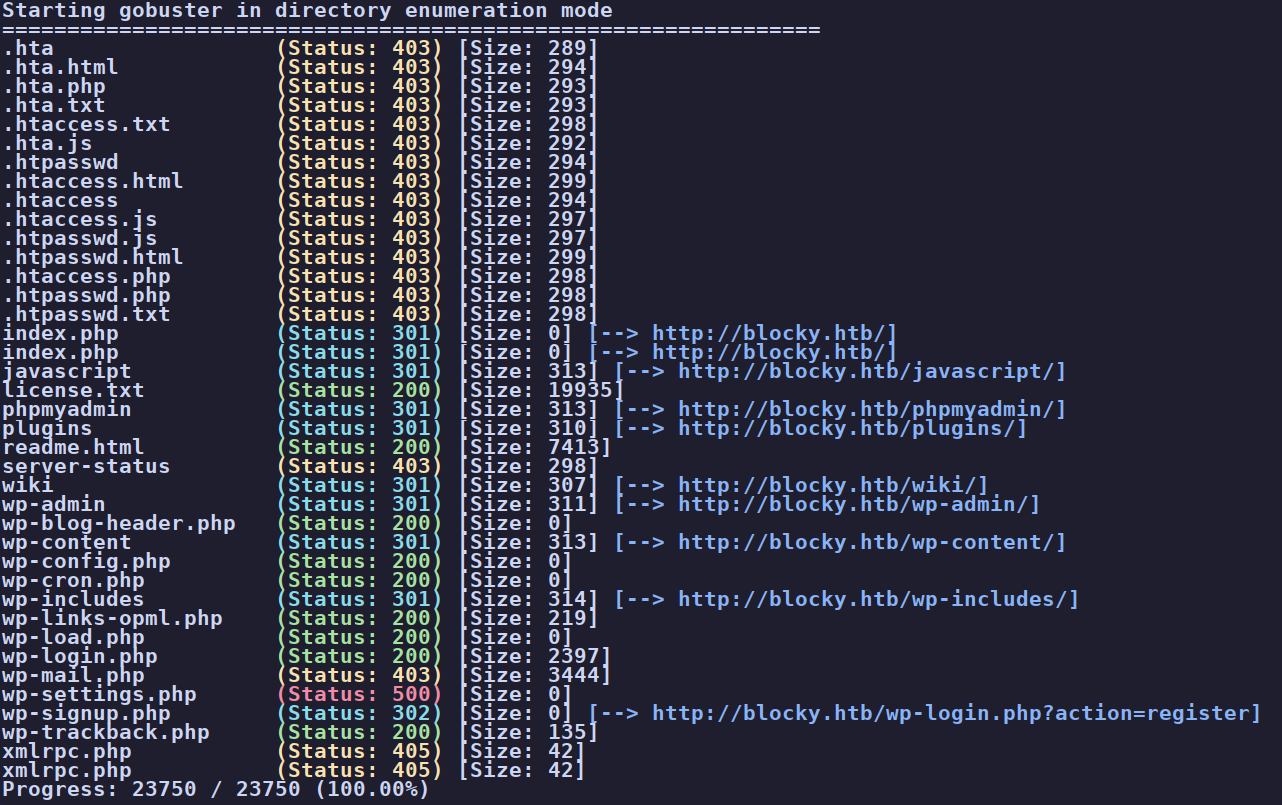 Starting gobuster in directory enumeration mode
===============================================================
.hta                 (Status: 403) [Size: 289]
.hta.html            (Status: 403) [Size: 294]
.hta.php             (Status: 403) [Size: 293]
.hta.txt             (Status: 403) [Size: 293]
.htaccess.txt        (Status: 403) [Size: 298]
.hta.js              (Status: 403) [Size: 292]
.htpasswd            (Status: 403) [Size: 294]
.htaccess.html       (Status: 403) [Size: 299]
.htaccess            (Status: 403) [Size: 294]
.htaccess.js         (Status: 403) [Size: 297]
.htpasswd.js         (Status: 403) [Size: 297]
.htpasswd.html       (Status: 403) [Size: 299]
.htaccess.php        (Status: 403) [Size: 298]
.htpasswd.php        (Status: 403) [Size: 298]
.htpasswd.txt        (Status: 403) [Size: 298]
index.php            (Status: 301) [Size: 0] [--> http://blocky.htb/]
index.php            (Status: 301) [Size: 0] [--> http://blocky.htb/]
javascript           (Status: 301) [Size: 313] [--> http://blocky.htb/javascript/]
license.txt          (Status: 200) [Size: 19935]
phpmyadmin           (Status: 301) [Size: 313] [--> http://blocky.htb/phpmyadmin/]
plugins              (Status: 301) [Size: 310] [--> http://blocky.htb/plugins/]
readme.html          (Status: 200) [Size: 7413]
server-status        (Status: 403) [Size: 298]
wiki                 (Status: 301) [Size: 307] [--> http://blocky.htb/wiki/]
wp-admin             (Status: 301) [Size: 311] [--> http://blocky.htb/wp-admin/]
wp-blog-header.php   (Status: 200) [Size: 0]
wp-content           (Status: 301) [Size: 313] [--> http://blocky.htb/wp-content/]
wp-config.php        (Status: 200) [Size: 0]
wp-cron.php          (Status: 200) [Size: 0]
wp-includes          (Status: 301) [Size: 314] [--> http://blocky.htb/wp-includes/]
wp-links-opml.php    (Status: 200) [Size: 219]
wp-load.php          (Status: 200) [Size: 0]
wp-login.php         (Status: 200) [Size: 2397]
wp-mail.php          (Status: 403) [Size: 3444]
wp-settings.php      (Status: 500) [Size: 0]
wp-signup.php        (Status: 302) [Size: 0] [--> http://blocky.htb/wp-login.php?action=register]
wp-trackback.php     (Status: 200) [Size: 135]
xmlrpc.php           (Status: 405) [Size: 42]
xmlrpc.php           (Status: 405) [Size: 42]
Progress: 23750 / 23750 (100.00%)